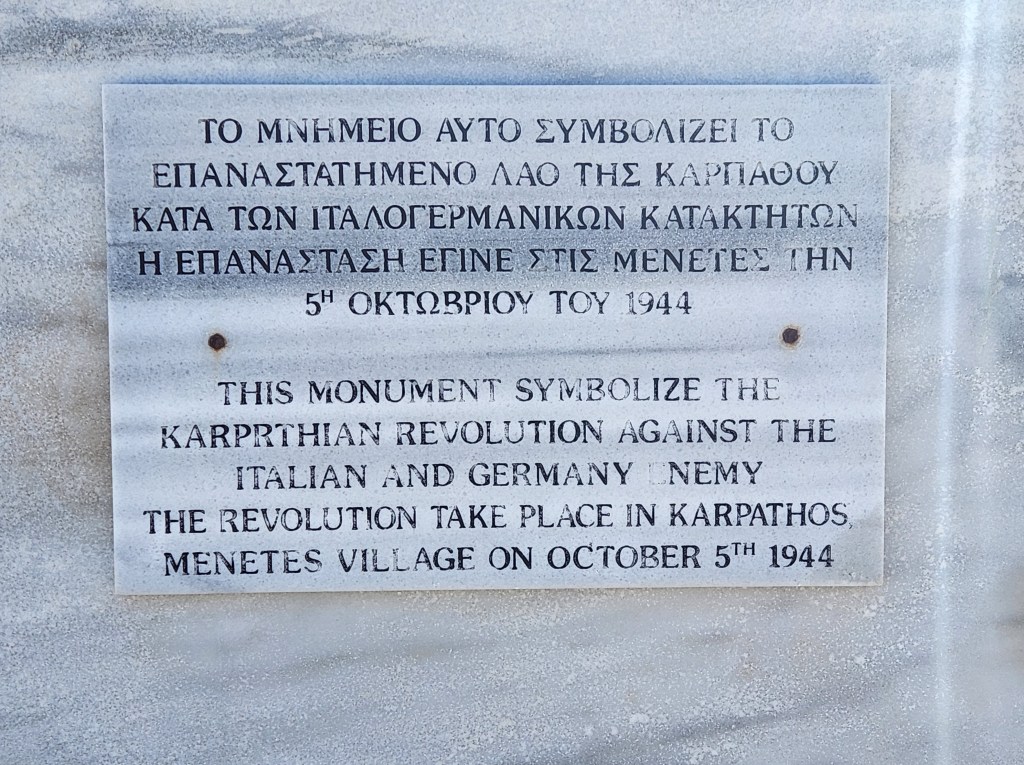 ΤΟ ΜΝΗΜΕΙΟ ΑΥΤΟ ΣΥΜΒΟΛΙΖΕΙ ΤΟ
ΕΠΑΝΑΣΤΑΤΗΜΕΝΟ ΛΑΟ ΤΗΣ ΚΑΡΠΑΘΟΥ
ΚΑΤΑ ΤΩΝ ΙΤΑΛΟΓΕΡΜΑΝΙΚΩΝ ΚΑΤΑΚΤΗΤΩΝ
Η ΕΠΑΝΑΣΤΑΣΗ ΕΓΙΝΕ ΣΤΙΣ ΜΕΝΕΤΕΣ ΤΗΝ
5Η ΟΚΤΩΒΡΙΟΥ ΤΟΥ 1944
THIS MONUMENT SYMBOLIZE THE
KARPRTHIAN REVOLUTION AGAINST THE
ITALIAN AND GERMANY ENEMY
THE REVOLUTION TAKE PLACE IN KARPATHOS,
MENETES VILLAGE ON OCTOBER 5TH 1944